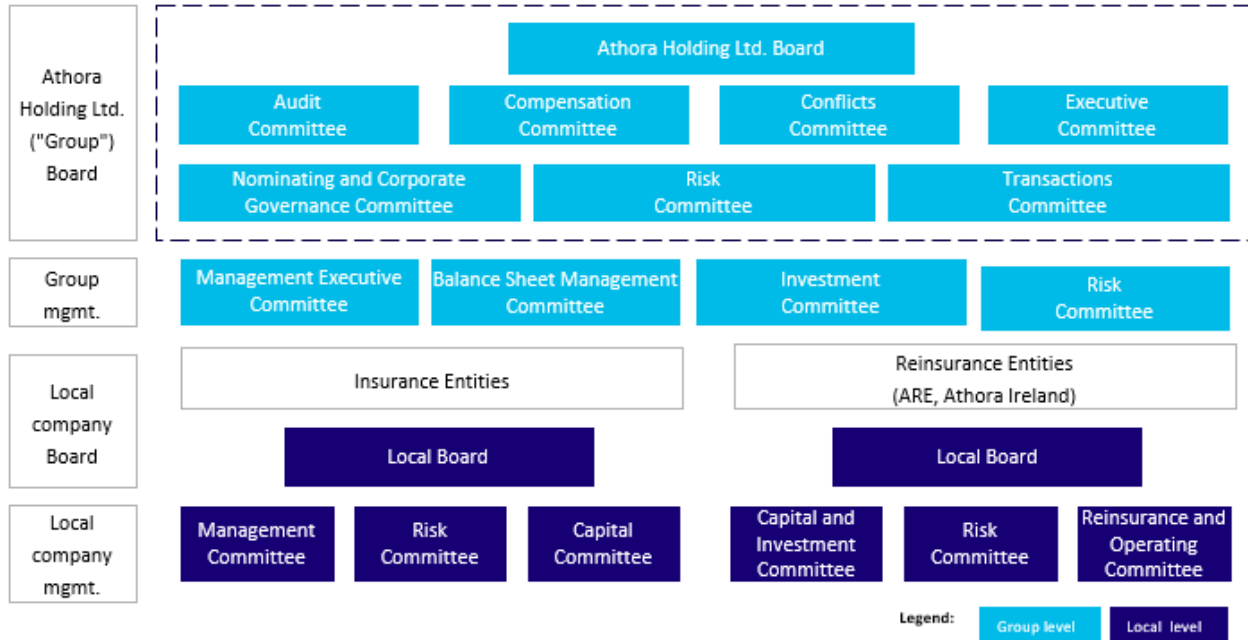 Athora
Holding Ltd.
("Group")
Board
Athora Holding Ltd. Board
Audit
Committee
Compensation
Committee
Conflicts
Committee
Executive
Committee
Nominating and Corporate
Governance Committee
Risk
Committee
Transactions
Committee
Group
mgmt.
Management Executive
Committee
Balance Sheet Management
Committee
Investment
Committee
Risk
Committee
Local
company
Board
Insurance Entities
Reinsurance Entities
(ARE, Athora Ireland)
Local Board
Local Board
Local
company
mgmt.
Management
Committee
Risk
Committee
Capital
Committee
Capital and
Investment
Committee
Risk
Committee
Reinsurance and
Operating
Committee
Legend:
Group level
Local level